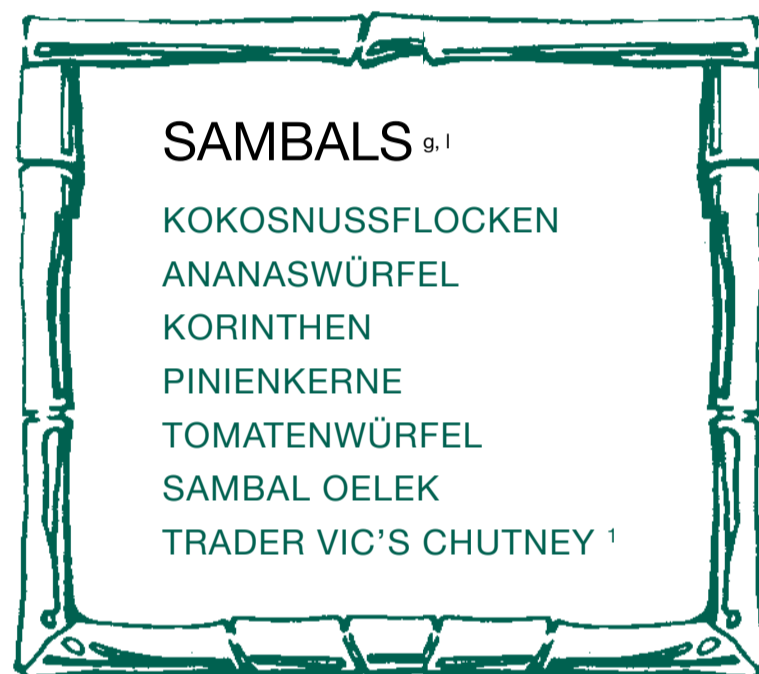 SAMBALS g, l
KOKOSNUSSFLOCKEN
ANANASWÜRFEL
KORINTHEN
PINIENKERNE
TOMATENWÜRFEL
SAMBAL OELEK
TRADER VIC’S CHUTNEY 1